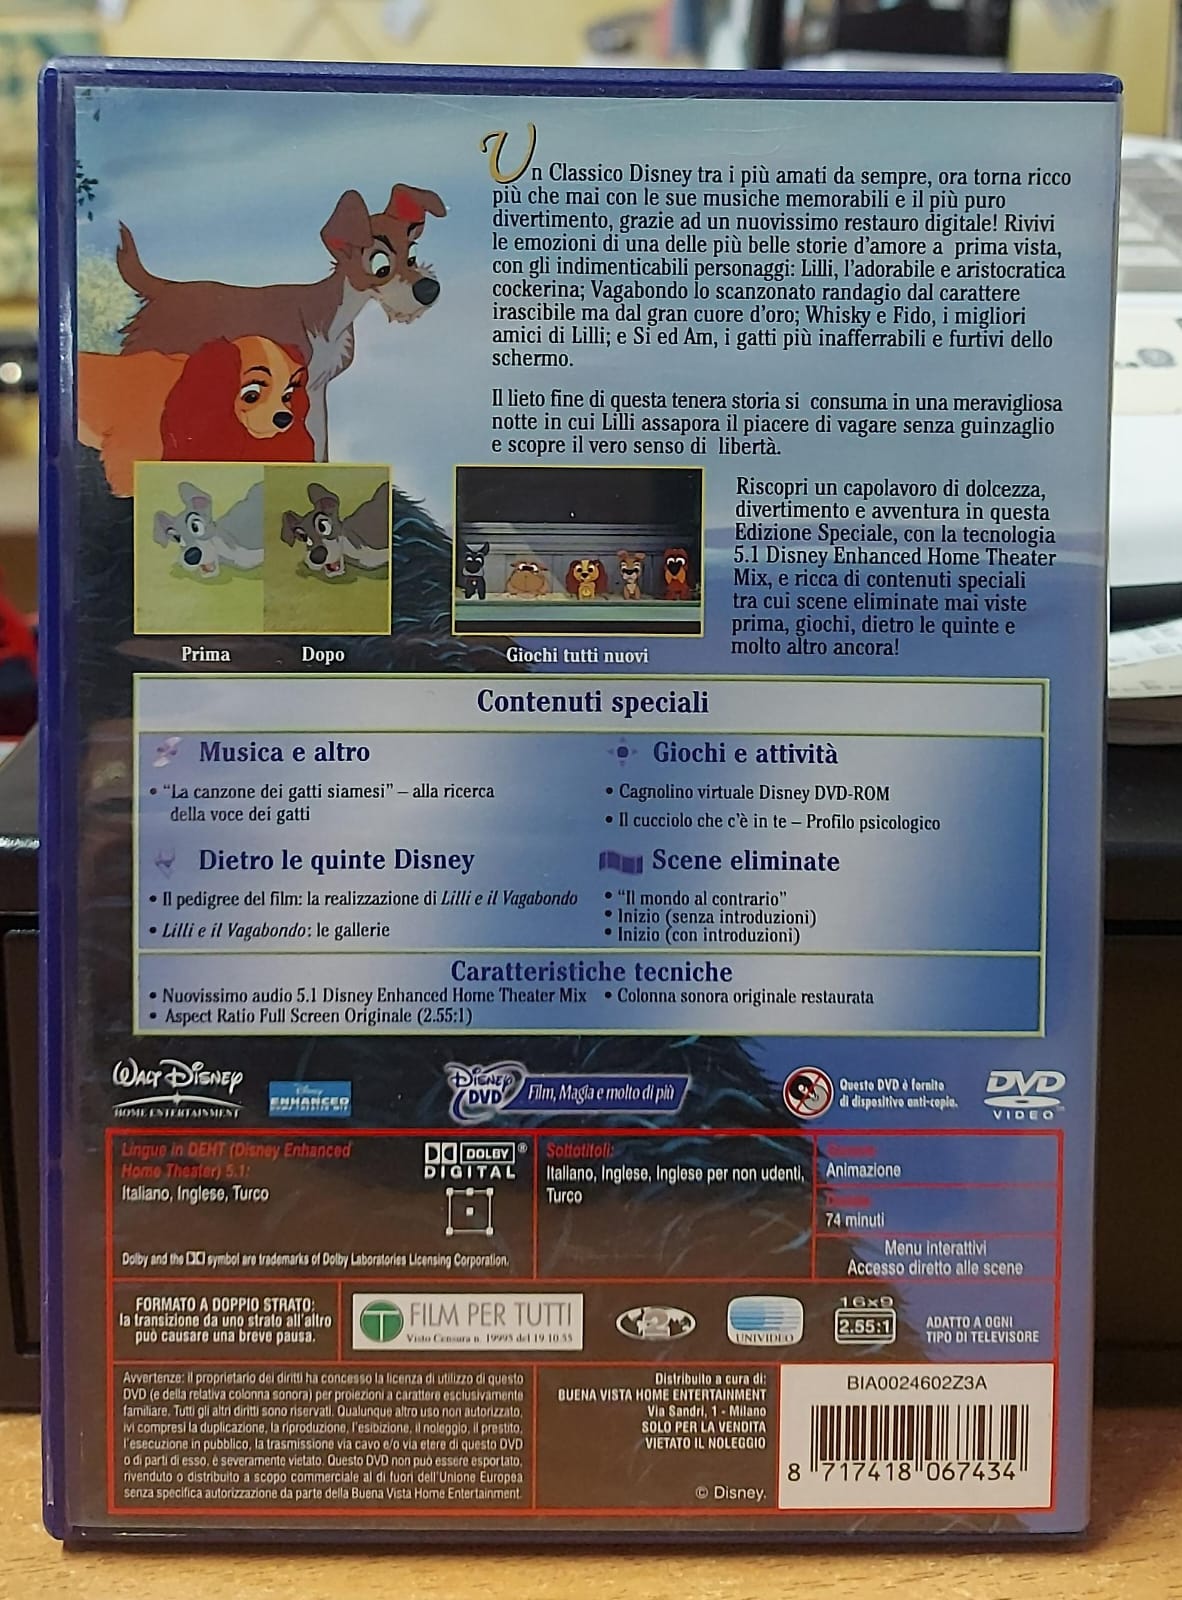 Un Classico Disney tra i più amati da sempre, ora torna ricco
più che mai con le sue musiche memorabili e il più puro
divertimento, grazie ad un nuovissimo restauro digitale! Rivivi
le emozioni di una delle più belle storie d'amore a prima vista,
con gli indimenticabili personaggi: Lilli, l'adorabile e aristocratica
cockerina; Vagabondo lo scanzonato randagio dal carattere
irascibile ma dal gran cuore d'oro; Whisky e Fido, i migliori
amici di Lilli; e Si ed Am, i gatti più inafferrabili e furtivi dello
schermo.
Il lieto fine di questa tenera storia si consuma in una meravigliosa
notte in cui Lilli assapora il piacere di vagare senza guinzaglio
e scopre il vero senso di libertà.
Riscopri un capolavoro di dolcezza,
divertimento e avventura in questa
Edizione Speciale, con la tecnologia
5.1 Disney Enhanced Home Theater
Mix, e ricca di contenuti speciali
tra cui scene eliminate mai viste
prima, giochi, dietro le quinte e
molto altro ancora!
Prima
Dopo
Giochi tutti nuovi
Contenuti speciali
Musica e altro
• "La canzone dei gatti siamesi" – alla ricerca
della voce dei gatti
Giochi e attività
• Cagnolino virtuale Disney DVD-ROM
• Il cucciolo che c'è in te – Profilo psicologico
Dietro le quinte Disney
• Il pedigree del film: la realizzazione di Lilli e il Vagabondo
• Lilli e il Vagabondo: le gallerie
Scene eliminate
• "Il mondo al contrario"
• Inizio (senza introduzioni)
• Inizio (con introduzioni)
Caratteristiche tecniche
• Nuovissimo audio 5.1 Disney Enhanced Home Theater Mix • Colonna sonora originale restaurata
• Aspect Ratio Full Screen Originale (2.55:1)
WALT DISNEY
HOME ENTERTAINMENT
Disney
ENHANCED
HOME THEATER MIX
DISNEY
DVD
Film, Magia e molto di più
Questo DVD è fornito
di dispositivo anti-copia.
DVD
VIDEO
Lingue in DEHT (Disney Enhanced
Home Theater) 5.1:
Italiano, Inglese, Turco
DOLBY
DIGITAL
Dolby and the symbol are trademarks of Dolby Laboratories Licensing Corporation.
Sottotitoli:
Italiano, Inglese, Inglese per non udenti,
Turco
Animazione
74 minuti
Menu Interattivi
Accesso diretto alle scene
FORMATO A DOPPIO STRATO:
la transizione da uno strato all'altro
può causare una breve pausa.
T FILM PER TUTTI
Visto Censura n. 19995 del 19.10.55
2
UNIVIDEO
16x9
2.55:1
ADATTO A OGNI
TIPO DI TELEVISORE
Avvertenze: il proprietario dei diritti ha concesso la licenza di utilizzo di questo
DVD (e della relativa colonna sonora) per proiezioni a carattere esclusivamente
familiare. Tutti gli altri diritti sono riservati. Qualunque altro uso non autorizzato,
ivi compresi la duplicazione, la riproduzione, l'esibizione, il noleggio, il prestito,
l'esecuzione in pubblico, la trasmissione via cavo e/o via etere di questo DVD
o di parti di esso, è severamente vietato. Questo DVD non può essere esportato,
rivenduto o distribuito a scopo commerciale al di fuori dell'Unione Europea
senza specifica autorizzazione da parte della Buena Vista Home Entertainment.
Distribuito a cura di:
BUENA VISTA HOME ENTERTAINMENT
Via Sandri, 1 - Milano
SOLO PER LA VENDITA
VIETATO IL NOLEGGIO
© Disney.
BIA0024602Z3A
8 717418 067434